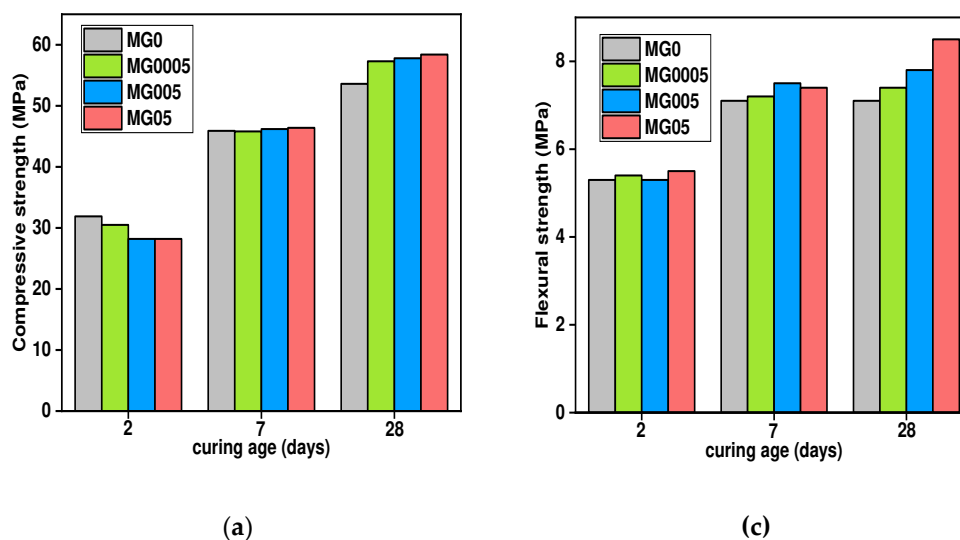 Compressive strength (MPa)
60
50
40
30
20
10
0
MG0
MG0005
MG005
MG05
2
7
28
curing age (days)
(a)
Flexural strength (MPa)
8
6
4
2
0
MG0
MG0005
MG005
MG05
2
7
28
curing age (days)
(c)